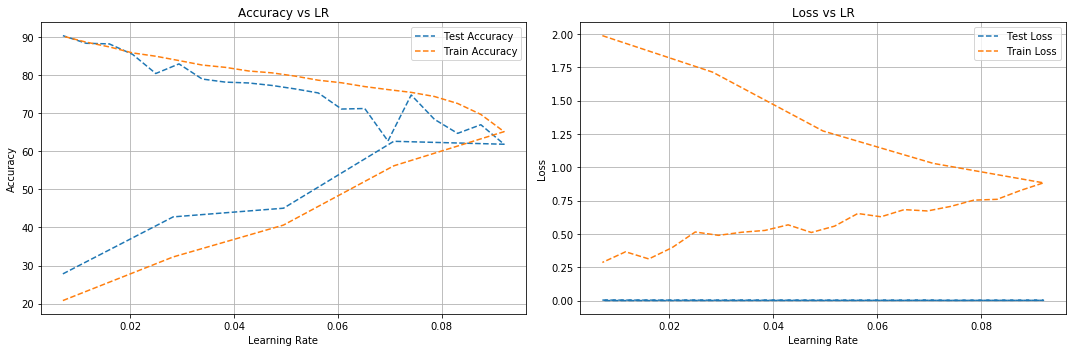 Accuracy vs LR
90
80
70
60
50
40
30
20
Accuracy
0.02
0.04
0.06
0.08
Learning Rate
Test Accuracy
Train Accuracy
Loss vs LR
2.00
1.75
1.50
1.25
1.00
0.75
0.50
0.25
0.00
Loss
0.02
0.04
0.06
0.08
Learning Rate
Test Loss
Train Loss